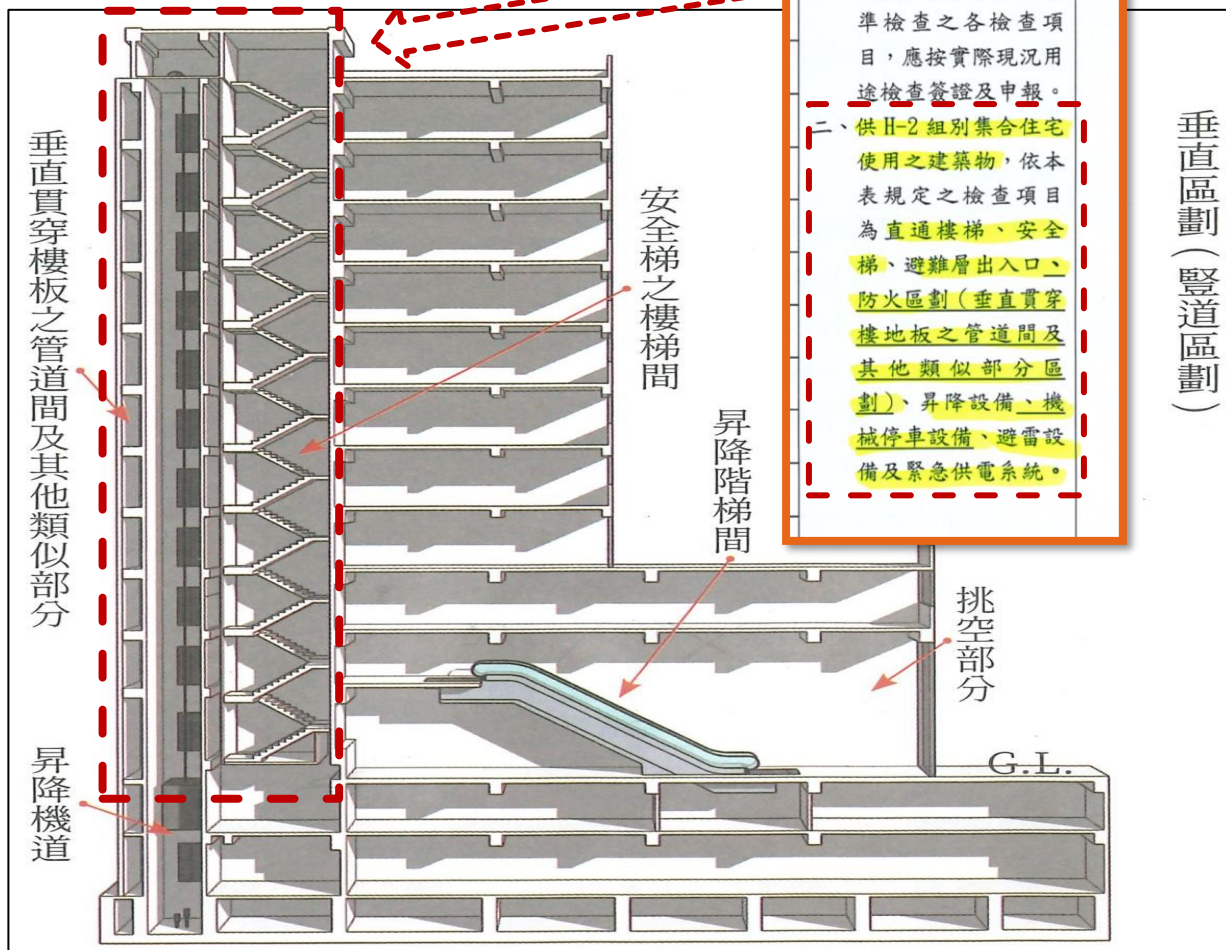 準檢查之各檢查項
目,應按實際現況用
途檢查簽證及申報。
二、供H-2組別集合住宅
使用之建築物,依本
表規定之檢查項目
為直通樓梯、安全
梯、避難層出入口、
防火區劃(垂直貫穿
樓地板之管道間及
其他類似部分區
劃)、昇降設備、機
械停車設備、避雷設
備及緊急供電系統。
垂直區劃(豎道區劃)
垂直貫穿樓板之管道間及其他類似部分
安全梯之樓梯間
昇降階梯間
挑空部分
G.L.
昇降機道